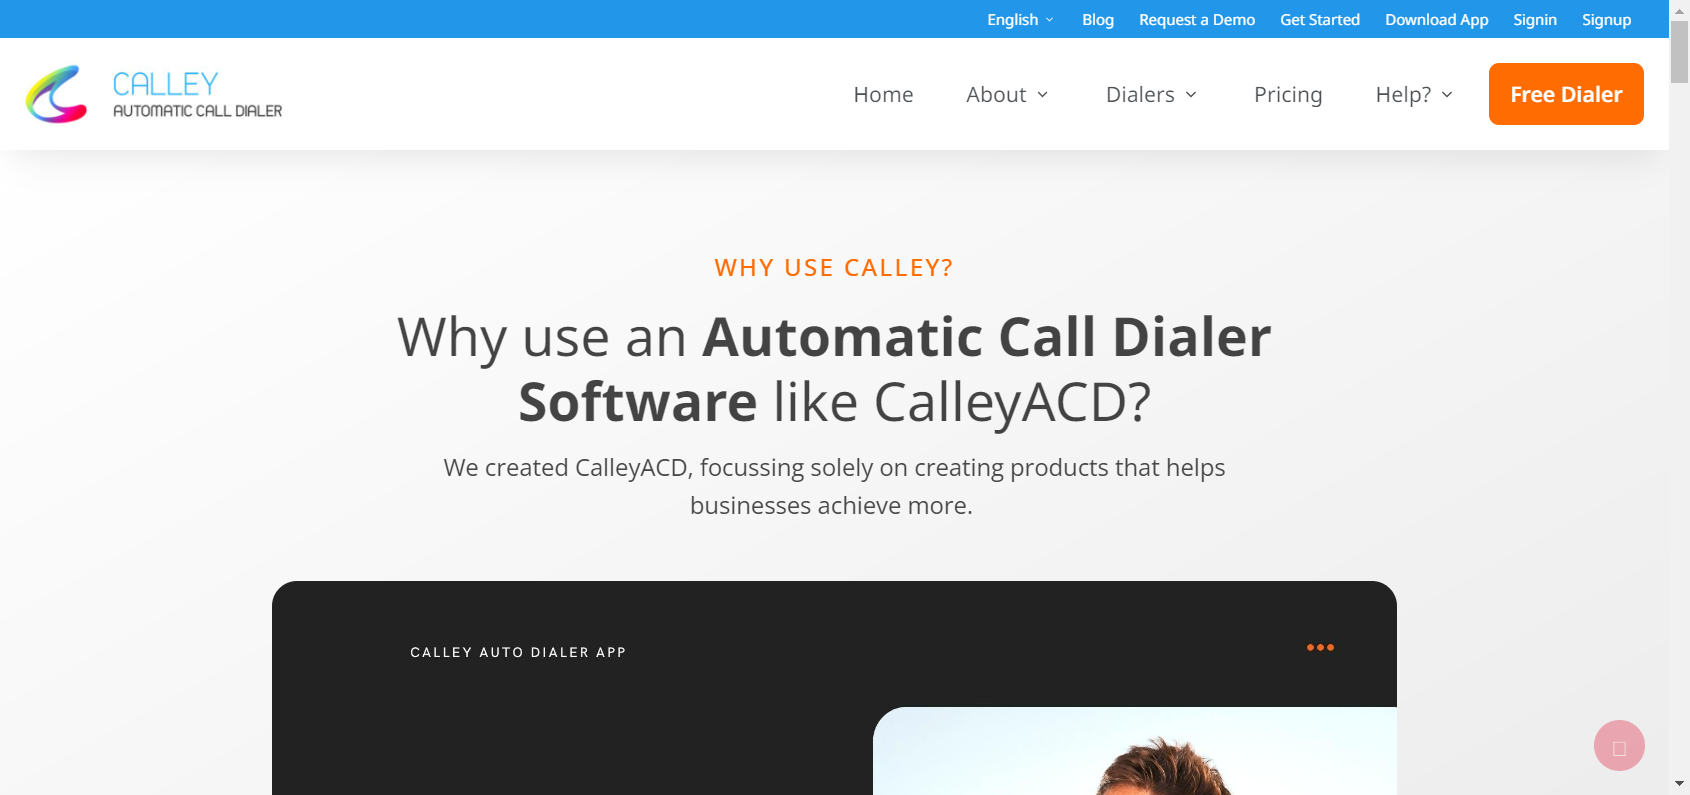 English
Blog
Request a Demo
Get Started
Download App
Signin
Signup
CALLEY
AUTOMATIC CALL DIALER
Home
About
Dialers
Pricing
Help?
Free Dialer
WHY USE CALLEY?
Why use an Automatic Call Dialer
Software like CalleyACD?
We created CalleyACD, focussing solely on creating products that helps
businesses achieve more.
CALLEY AUTO DIALER APP